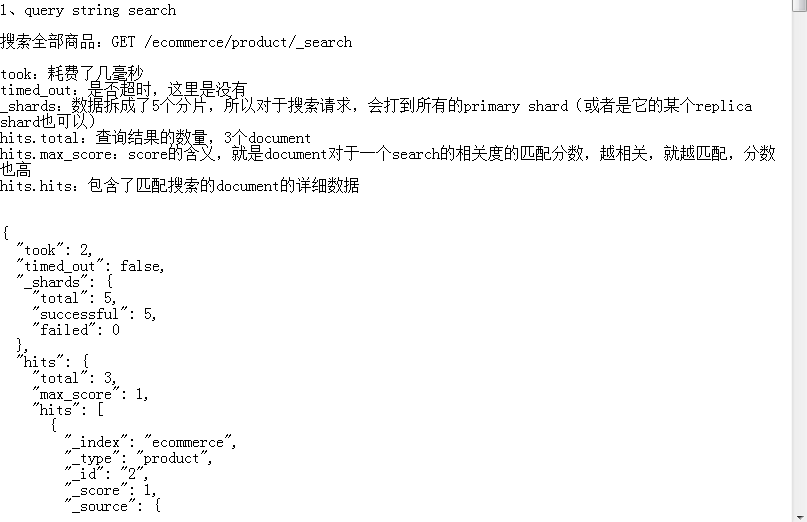 1、query string search
搜索全部商品：GET /ecommerce/product/_search
took：耗费了几毫秒
timed_out：是否超时，这里是没有
_shards：数据拆成了5个分片，所以对于搜索请求，会打到所有的primary shard（或者是它的某个replica
shard也可以）
hits.total：查询结果的数量，3个document
hits.max_score：score的含义，就是document对于一个search的相关度的匹配分数，越相关，就越匹配，分数
也高
hits.hits：包含了匹配搜索的document的详细数据
{
  "took": 2,
  "timed_out": false,
  "_shards": {
    "total": 5,
    "successful": 5,
    "failed": 0
  },
  "hits": {
    "total": 3,
    "max_score": 1,
    "hits": [
      {
        "_index": "ecommerce",
        "_type": "product",
        "_id": "2",
        "_score": 1,
        "_source": {